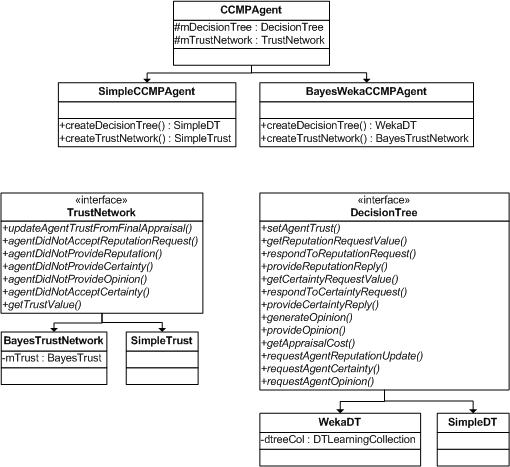 CCMPAgent
#mDecisionTree : DecisionTree
#mTrustNetwork : TrustNetwork
SimpleCCMPAgent
+createDecisionTree() : SimpleDT
+createTrustNetwork() : SimpleTrust
BayesWekaCCMPAgent
+createDecisionTree() : WekaDT
+createTrustNetwork() : BayesTrustNetwork
«interface»
TrustNetwork
+updateAgentTrustFromFinalAppraisal()
+agentDidNotAcceptReputationRequest()
+agentDidNotProvideReputation()
+agentDidNotProvideCertainty()
+agentDidNotProvideOpinion()
+agentDidNotAcceptCertainty()
+getTrustValue()
BayesTrustNetwork
-mTrust : BayesTrust
SimpleTrust
«interface»
DecisionTree
+setAgentTrust()
+getReputationRequestValue()
+respondToReputationRequest()
+provideReputationReply()
+getCertaintyRequestValue()
+respondToCertaintyRequest()
+provideCertaintyReply()
+generateOpinion()
+provideOpinion()
+getAppraisalCost()
+requestAgentReputationUpdate()
+requestAgentCertainty()
+requestAgentOpinion()
WekaDT
-dtreeCol : DTLearningCollection
SimpleDT